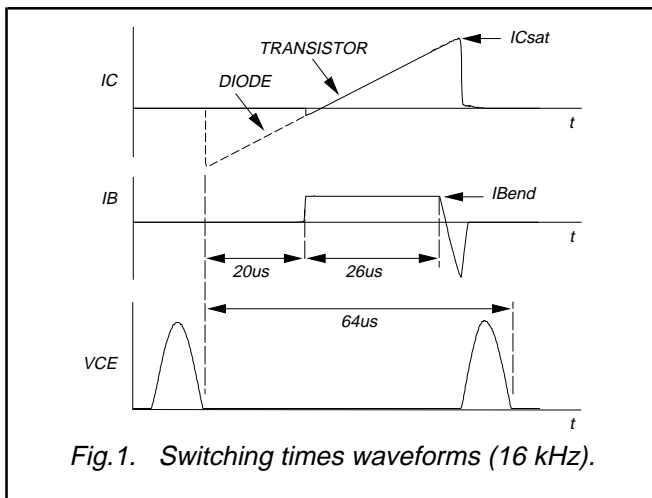 ICsat
TRANSISTOR
DIODE
IC
t
IB
IBend
t
20us
26us
64us
VCE
t
Fig.1. Switching times waveforms (16 kHz).